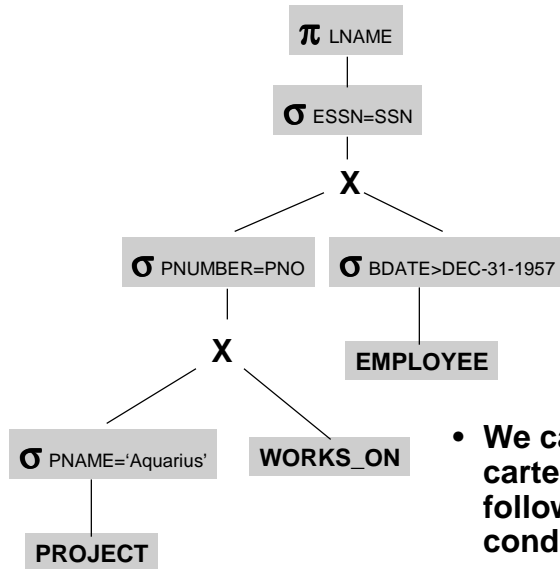 π LNAME
σ ESSN=SSN
X
σ PNUMBER=PNO
σ BDATE>DEC-31-1957
X
EMPLOYEE
σ PNAME=‘Aquarius’
WORKS_ON
PROJECT
• We ca
carte
follow
cond